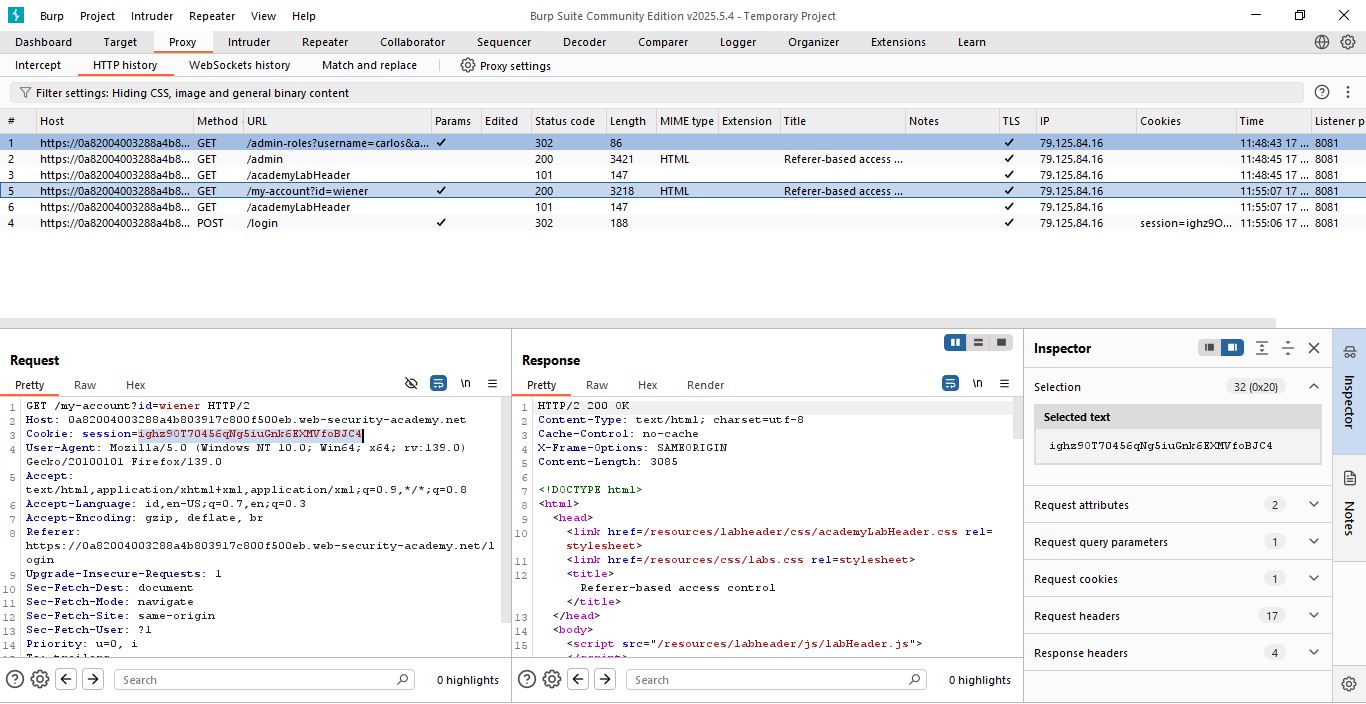 Burp Project Intruder Repeater View Help Burp Suite Community Edition v2025.5.4 - Temporary Project
Dashboard Target Proxy Intruder Repeater Collaborator Sequencer Decoder Comparer Logger Organizer Extensions Learn
Intercept HTTP history WebSockets history Match and replace Proxy settings
Filter settings: Hiding CSS, image and general binary content
# Host Method URL Params Edited Status code Length MIME type Extension Title Notes TLS IP Cookies Time Listener p
1 https://0a82004003288a4b8... GET /admin-roles?username=carlos&a... ✓ 302 86 ✓ 79.125.84.16 11:48:43 17 ... 8081
2 https://0a82004003288a4b8... GET /admin 200 3421 HTML Referer-based access ... ✓ 79.125.84.16 11:48:45 17 ... 8081
3 https://0a82004003288a4b8... GET /academyLabHeader 101 147 ✓ 79.125.84.16 11:48:45 17 ... 8081
5 https://0a82004003288a4b8... GET /my-account?id=wiener ✓ 200 3218 HTML Referer-based access ... ✓ 79.125.84.16 11:55:07 17 ... 8081
6 https://0a82004003288a4b8... GET /academyLabHeader 101 147 ✓ 79.125.84.16 11:55:07 17 ... 8081
4 https://0a82004003288a4b8... POST /login ✓ 302 188 ✓ 79.125.84.16 session=ighz9O... 11:55:06 17 ... 8081
Request
Pretty Raw Hex \n
1 GET /my-account?id=wiener HTTP/2
2 Host: 0a82004003288a4b803917c800f500eb.web-security-academy.net
3 Cookie: session=ighz9OT7O456qNg5iuGnk6EXMVfoBJC4
4 User-Agent: Mozilla/5.0 (Windows NT 10.0; Win64; x64; rv:139.0)
Gecko/20100101 Firefox/139.0
5 Accept:
text/html,application/xhtml+xml,application/xml;q=0.9,*/*;q=0.8
6 Accept-Language: id,en-US;q=0.7,en;q=0.3
7 Accept-Encoding: gzip, deflate, br
8 Referer:
https://0a82004003288a4b803917c800f500eb.web-security-academy.net/l
ogin
9 Upgrade-Insecure-Requests: 1
10 Sec-Fetch-Dest: document
11 Sec-Fetch-Mode: navigate
12 Sec-Fetch-Site: same-origin
13 Sec-Fetch-User: ?1
14 Priority: u=0, i
Search 0 highlights
Response
Pretty Raw Hex Render \n
1 HTTP/2 200 OK
2 Content-Type: text/html; charset=utf-8
3 Cache-Control: no-cache
4 X-Frame-Options: SAMEORIGIN
5 Content-Length: 3085
6
7 <!DOCTYPE html>
8 <html>
9 <head>
10 <link href=/resources/labheader/css/academyLabHeader.css rel=
stylesheet>
11 <link href=/resources/css/labs.css rel=stylesheet>
12 <title>
Referer-based access control
</title>
13 </head>
14 <body>
15 <script src="/resources/labheader/js/labHeader.js">
Search 0 highlights
Inspector
Selection 32 (0x20)
Selected text
ighz9OT7O456qNg5iuGnk6EXMVfoBJC4
Request attributes 2
Request query parameters 1
Request cookies 1
Request headers 17
Response headers 4
Inspector
Notes